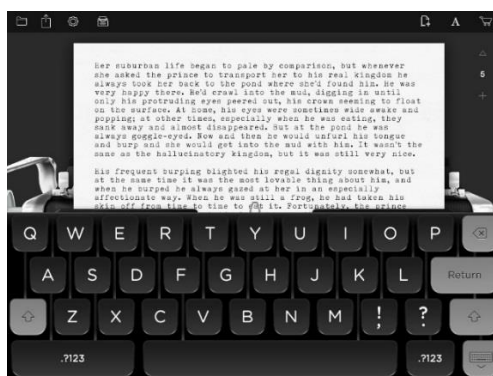 5
Her suburban life began to pale by comparison, but whenever
she asked the prince to transport her to his real kingdom he
always took her back to the pond where she'd found him. He was
very happy there. He'd crawl into the mud, digging in until
only his protruding eyes peered out, his crown seeming to float
on the surface. At home, his eyes were sometimes wide awake and
popping; at other times, especially when he was eating, they
sank away and almost disappeared. But at the pond he was
always goggle-eyed. Now and then he would unfurl his tongue
and burp and she would get into the mud with him. It wasn't the
same as the hallucinatory kingdom, but it was still very nice.
His frequent burping blighted his regal dignity somewhat, but
at the same time it was the most lovable thing about him, and
when he burped he always gazed at her in an especially
affectionate way. When he was still a frog, he had taken his
skin off from time to time to eat it. Fortunately, the prince
Q W E R T Y U I O P
A S D F G H J K L Return
Z X C V B N M ! , ? .
.?123 .?123